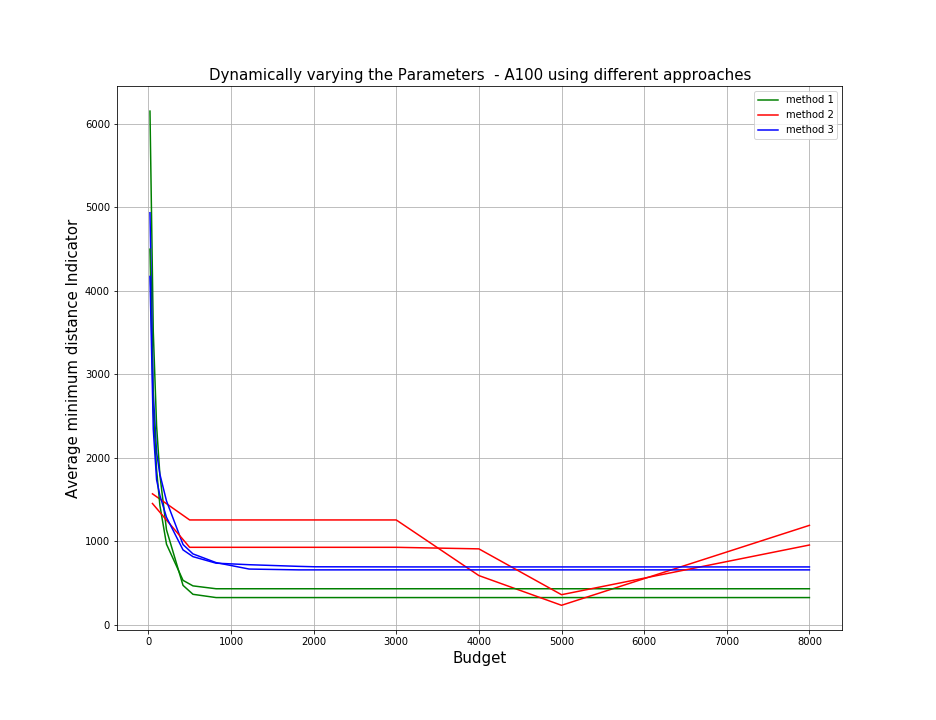 Dynamically varying the Parameters  - A100 using different approaches
method 1
method 2
method 3
Average minimum distance Indicator
6000
5000
4000
3000
2000
1000
0
0 1000 2000 3000 4000 5000 6000 7000 8000
Budget